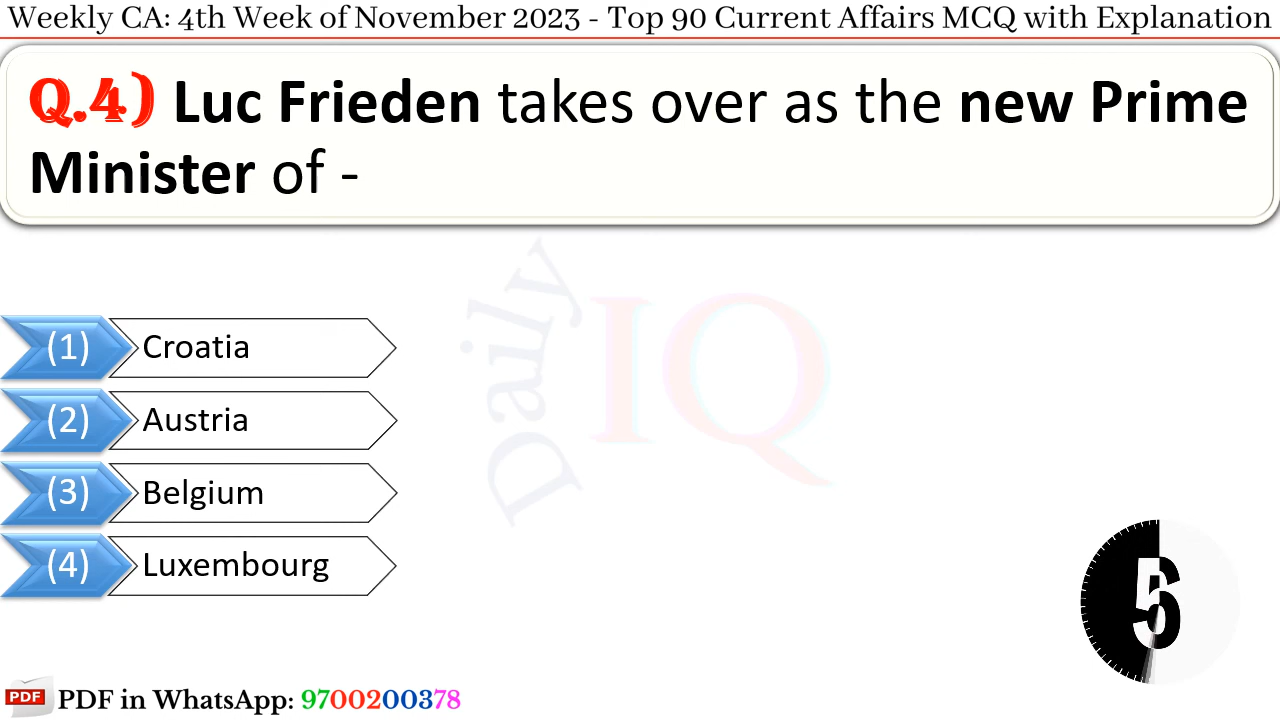 Weekly CA: 4th Week of November 2023 - Top 90 Current Affairs MCQ with Explanation
Q.4) Luc Frieden takes over as the new Prime
Minister of -
Daily
IQ
(1) Croatia
(2) Austria
(3) Belgium
(4) Luxembourg
PDF PDF in WhatsApp: 9700200378